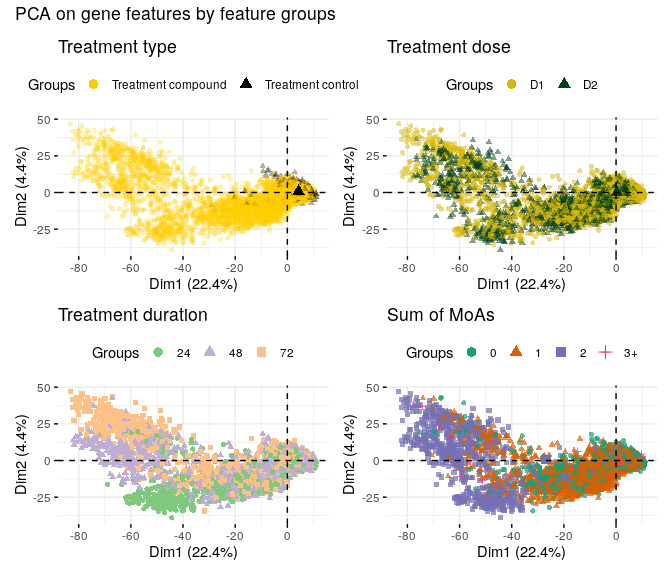 PCA on gene features by feature groups
Treatment type
Groups Treatment compound Treatment control
50
25
0
-25
Dim2 (4.4%)
-80 -60 -40 -20 0
Dim1 (22.4%)
Treatment dose
Groups D1 D2
50
25
0
-25
Dim2 (4.4%)
-80 -60 -40 -20 0
Dim1 (22.4%)
Treatment duration
Groups 24 48 72
50
25
0
-25
Dim2 (4.4%)
-80 -60 -40 -20 0
Dim1 (22.4%)
Sum of MoAs
Groups 0 1 2 3+
50
25
0
-25
Dim2 (4.4%)
-80 -60 -40 -20 0
Dim1 (22.4%)